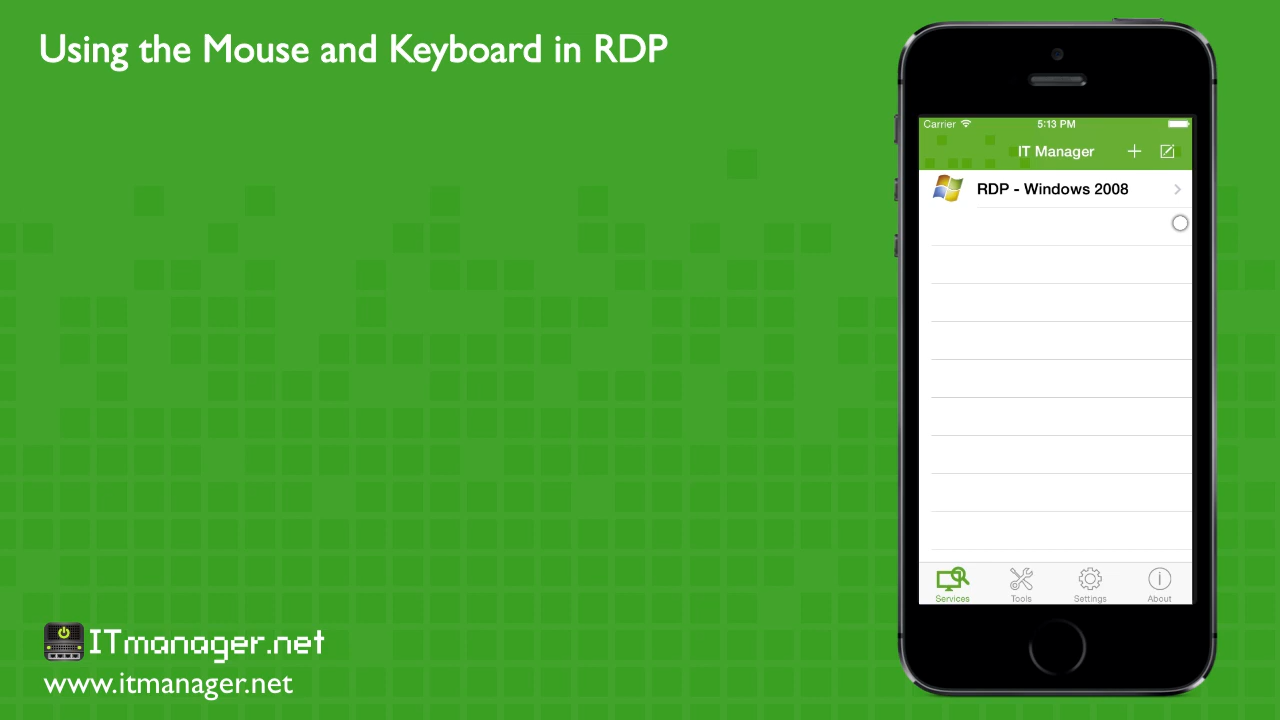 Using the Mouse and Keyboard in RDP
Carrier 5:13 PM
IT Manager
RDP - Windows 2008
Services Tools Settings About
ITmanager.net
www.itmanager.net